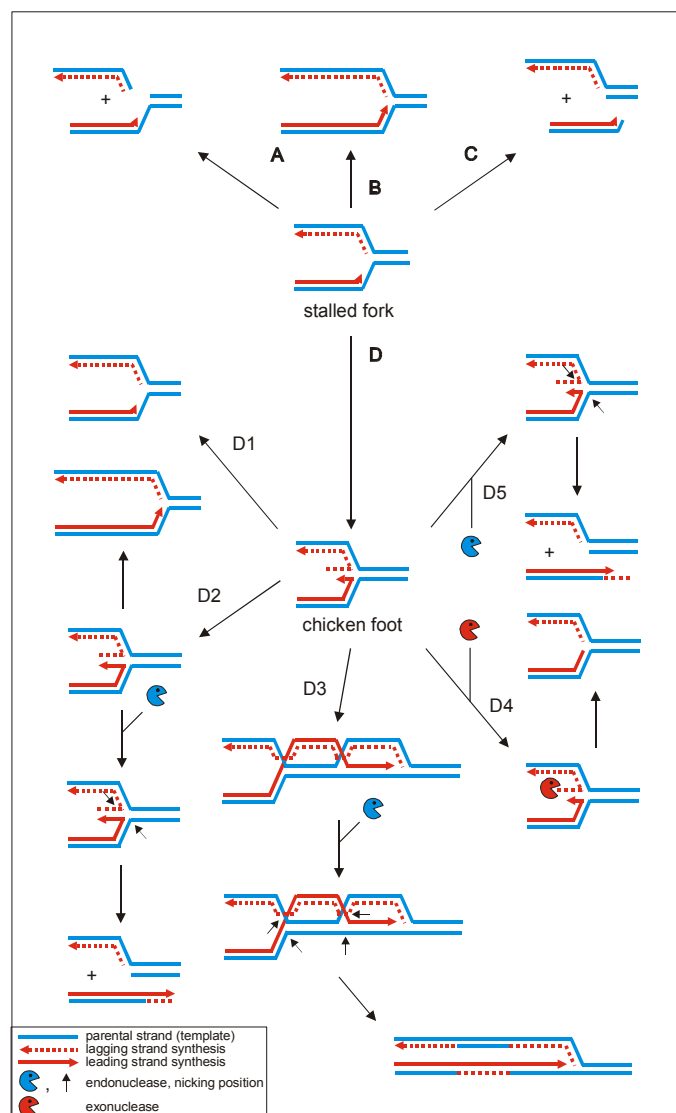 +
+
A
B
C
stalled fork
D
D1
D5
+
D2
chicken foot
D3
D4
+
parental strand (template)
lagging strand synthesis
leading strand synthesis
, endonuclease, nicking position
exonuclease